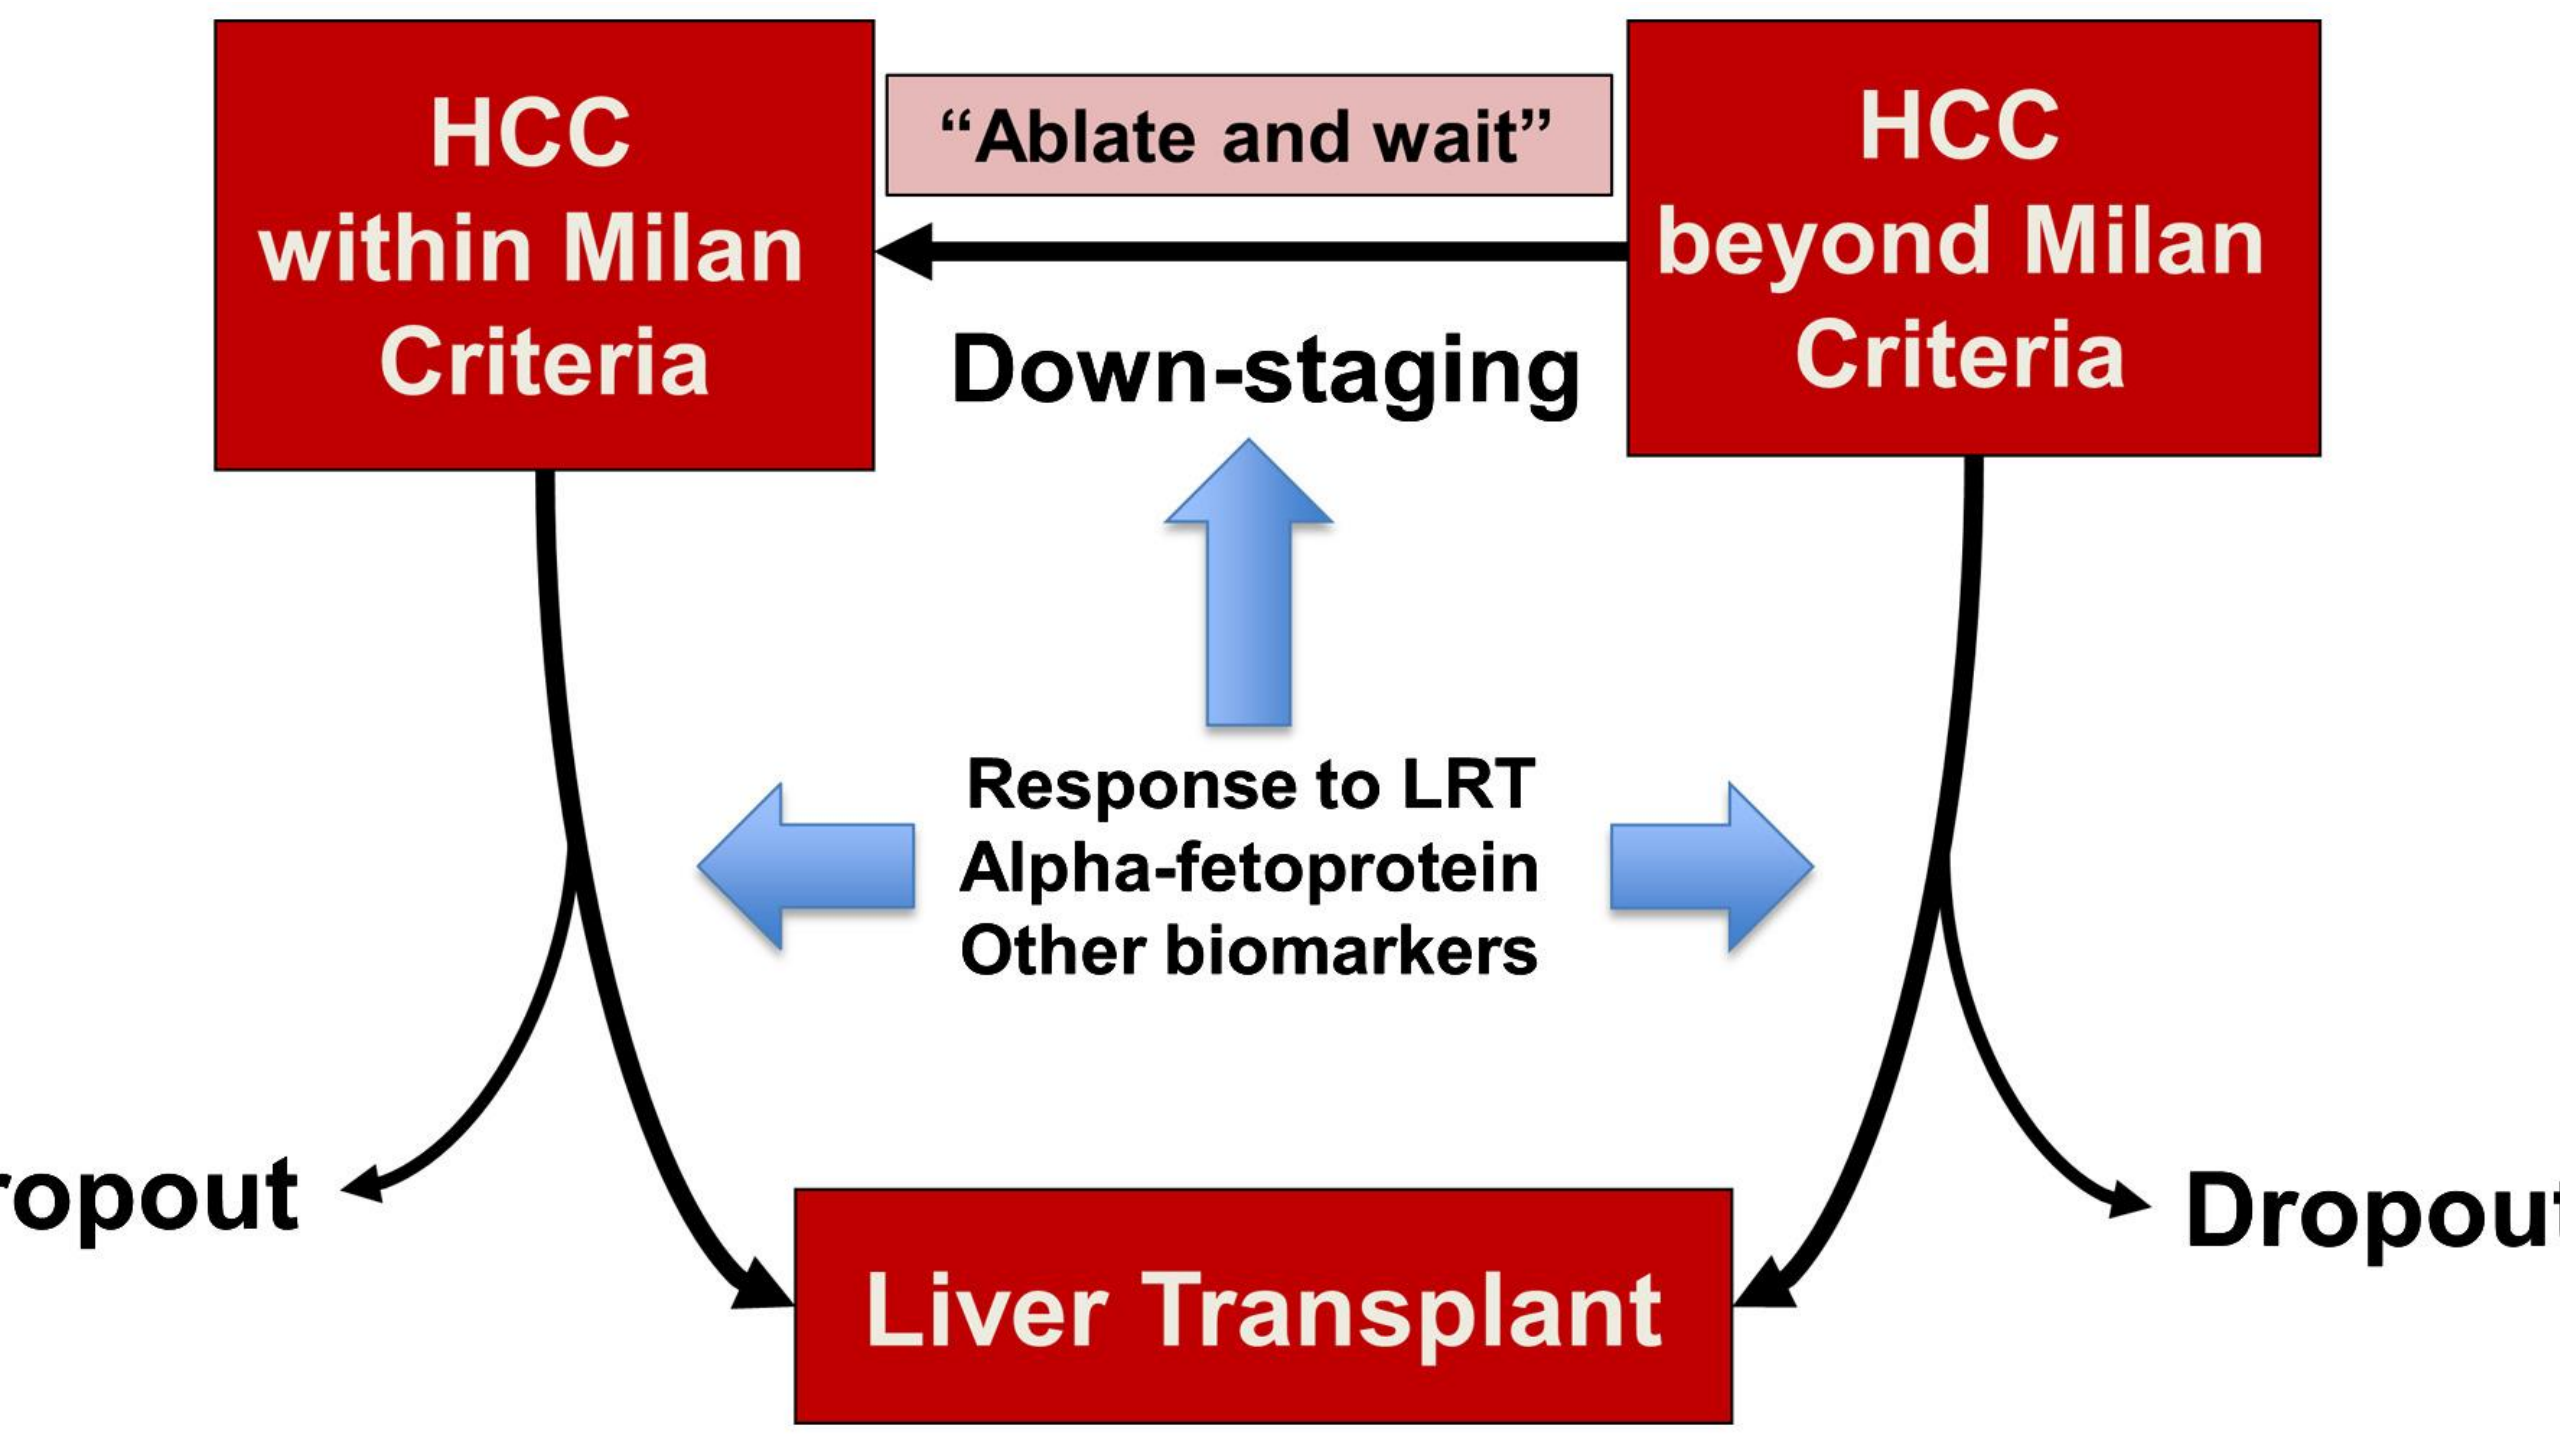 HCC
within Milan
Criteria
“Ablate and wait”
HCC
beyond Milan
Criteria
Down-staging
Response to LRT
Alpha-fetoprotein
Other biomarkers
ropout
Dropout
Liver Transplant